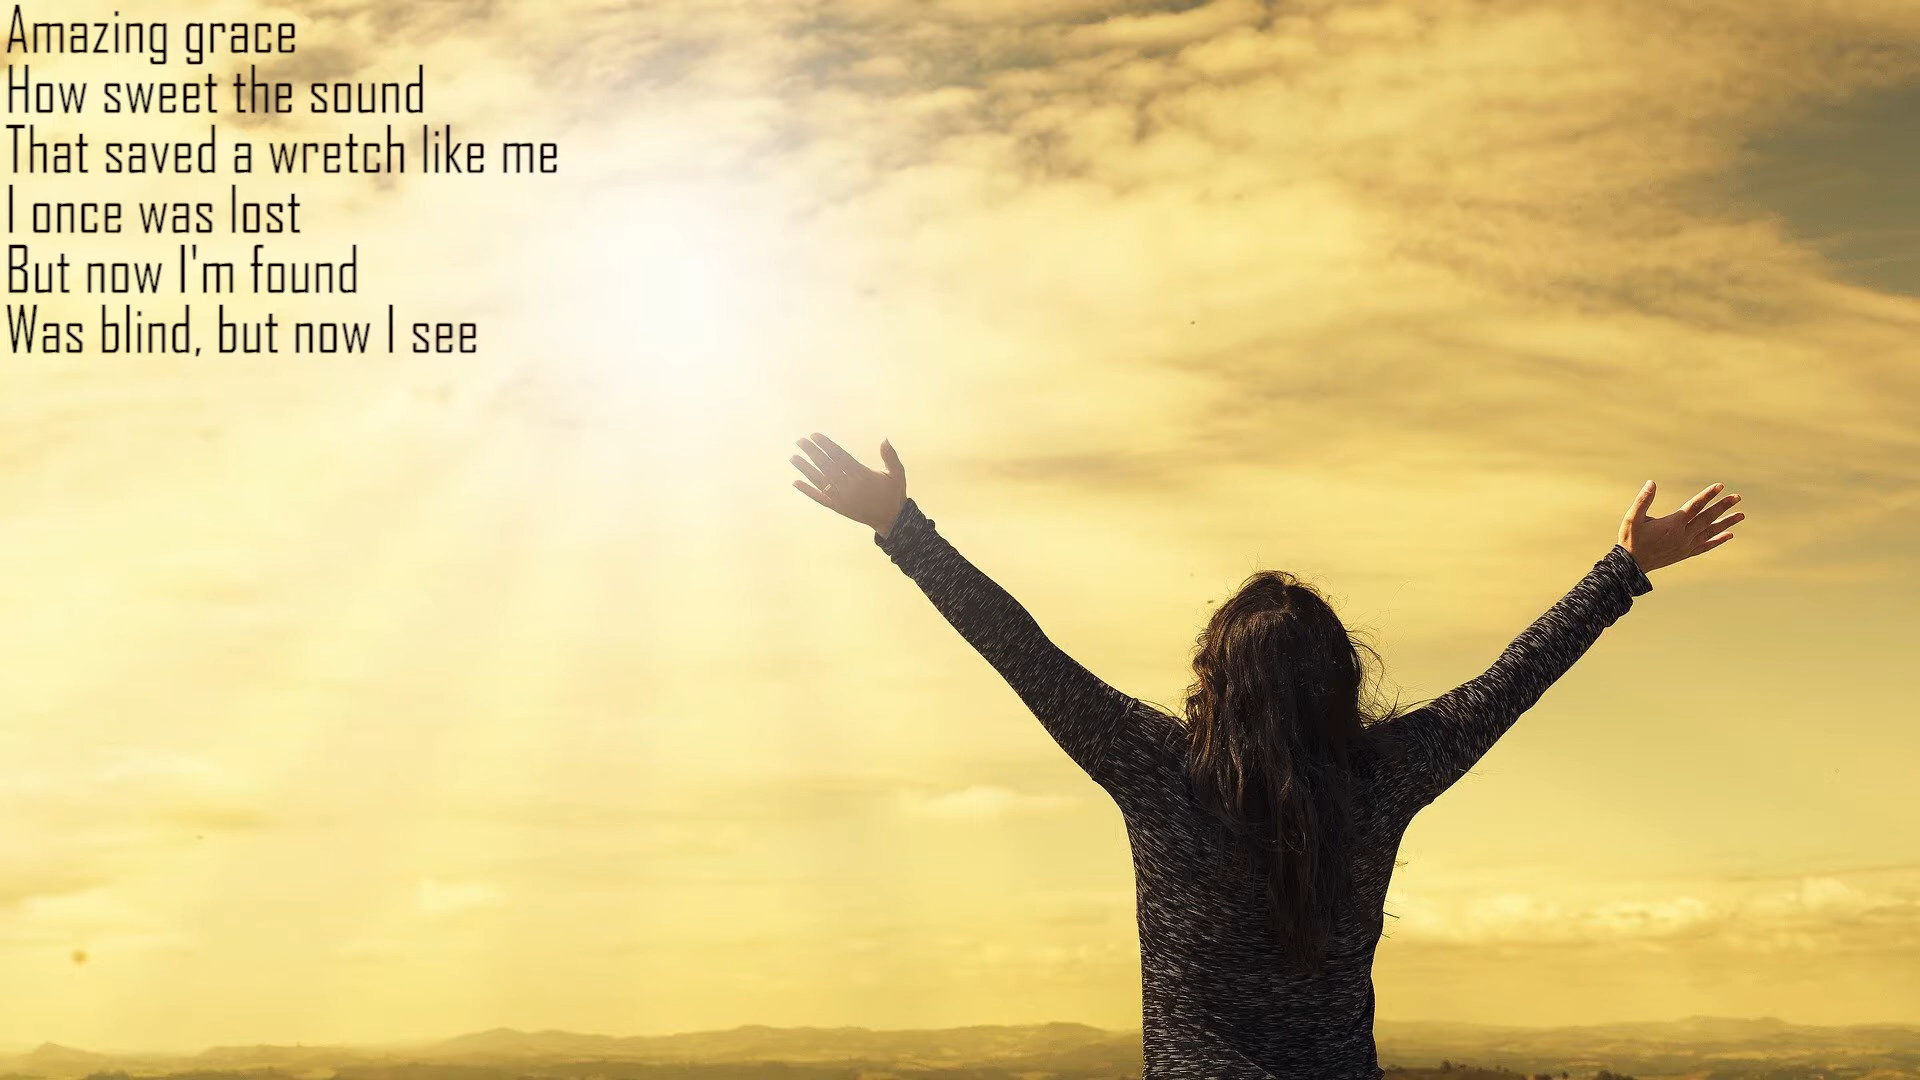 Amazing grace
How sweet the sound
That saved a wretch like me
I once was lost
But now I'm found
Was blind, but now I see